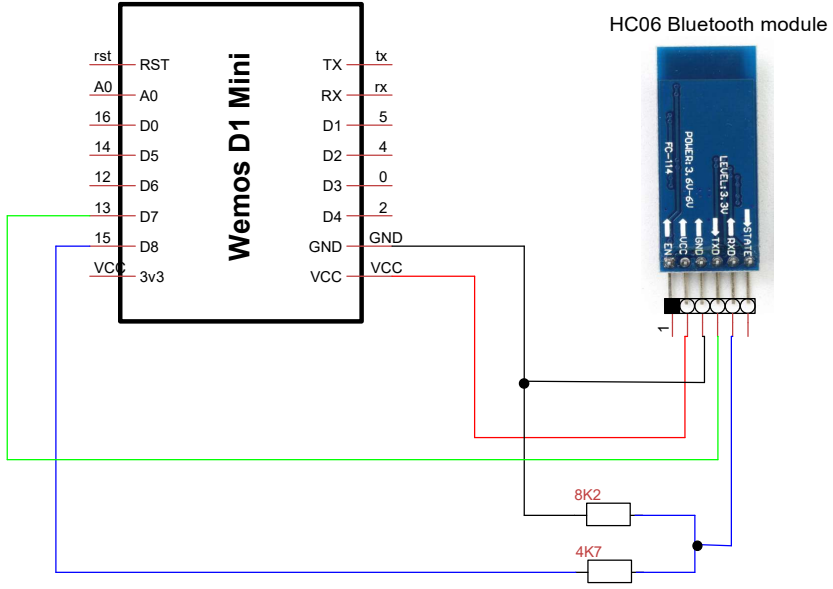 HC06 Bluetooth module
Wemos D1 Mini
rst RST
A0 A0
16 D0
14 D5
12 D6
13 D7
15 D8
VCC 3v3
TX tx
RX rx
D1 5
D2 4
D3 0
D4 2
GND GND
VCC VCC
FC-114
POWER:3.6V-6V
LEVEL:3.3V
EN
VCC
GND
TXD
RXD
STATE
1
8K2
4K7